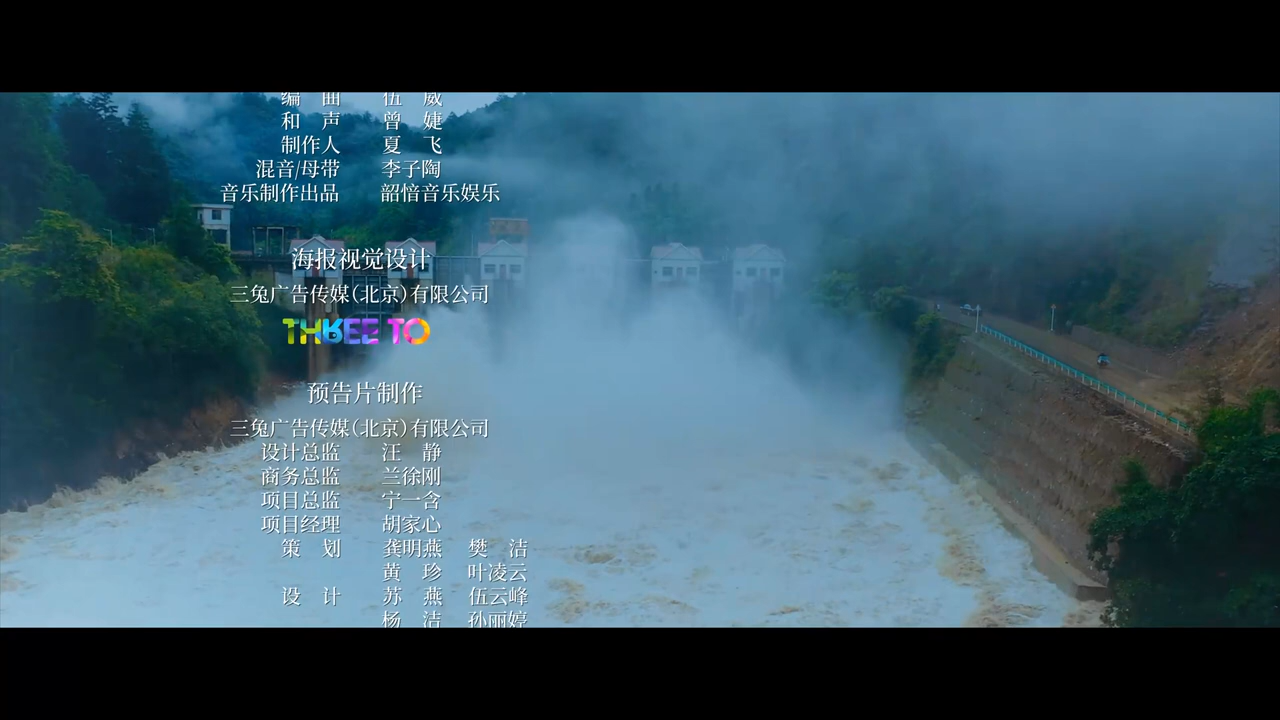 编 曲 伍 威
和 声 曾 婕
制作人 夏 飞
混音/母带 李子陶
音乐制作出品 韶愔音乐娱乐
海报视觉设计
三兔广告传媒(北京)有限公司
THREE TO
预告片制作
三兔广告传媒(北京)有限公司
设计总监 汪 静
商务总监 兰徐刚
项目总监 宁一含
项目经理 胡家心
策 划 龚明燕 樊 洁
黄 珍 叶凌云
设 计 苏 燕 伍云峰
杨 洁 孙丽婷